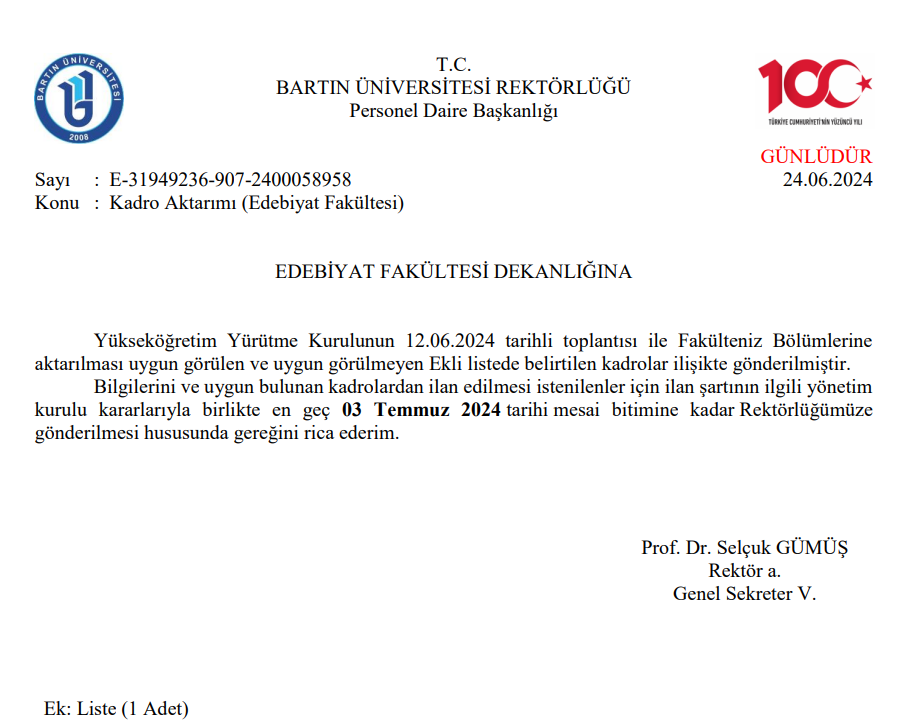 BARTIN ÜNİVERSİTESİ
2008
T.C.
BARTIN ÜNİVERSİTESİ REKTÖRLÜĞÜ
Personel Daire Başkanlığı
100
TÜRKİYE CUMHURİYETİ'NİN YÜZÜNCÜ YILI
GÜNLÜDÜR
Sayı : E-31949236-907-2400058958 24.06.2024
Konu : Kadro Aktarımı (Edebiyat Fakültesi)
EDEBİYAT FAKÜLTESİ DEKANLIĞINA
Yükseköğretim Yürütme Kurulunun 12.06.2024 tarihli toplantısı ile Fakülteniz Bölümlerine
aktarılması uygun görülen ve uygun görülmeyen Ekli listede belirtilen kadrolar ilişikte gönderilmiştir.
Bilgilerini ve uygun bulunan kadrolardan ilan edilmesi istenilenler için ilan şartının ilgili yönetim
kurulu kararlarıyla birlikte en geç 03 Temmuz 2024 tarihi mesai bitimine kadar Rektörlüğümüze
gönderilmesi hususunda gereğini rica ederim.
Prof. Dr. Selçuk GÜMÜŞ
Rektör a.
Genel Sekreter V.
Ek: Liste (1 Adet)